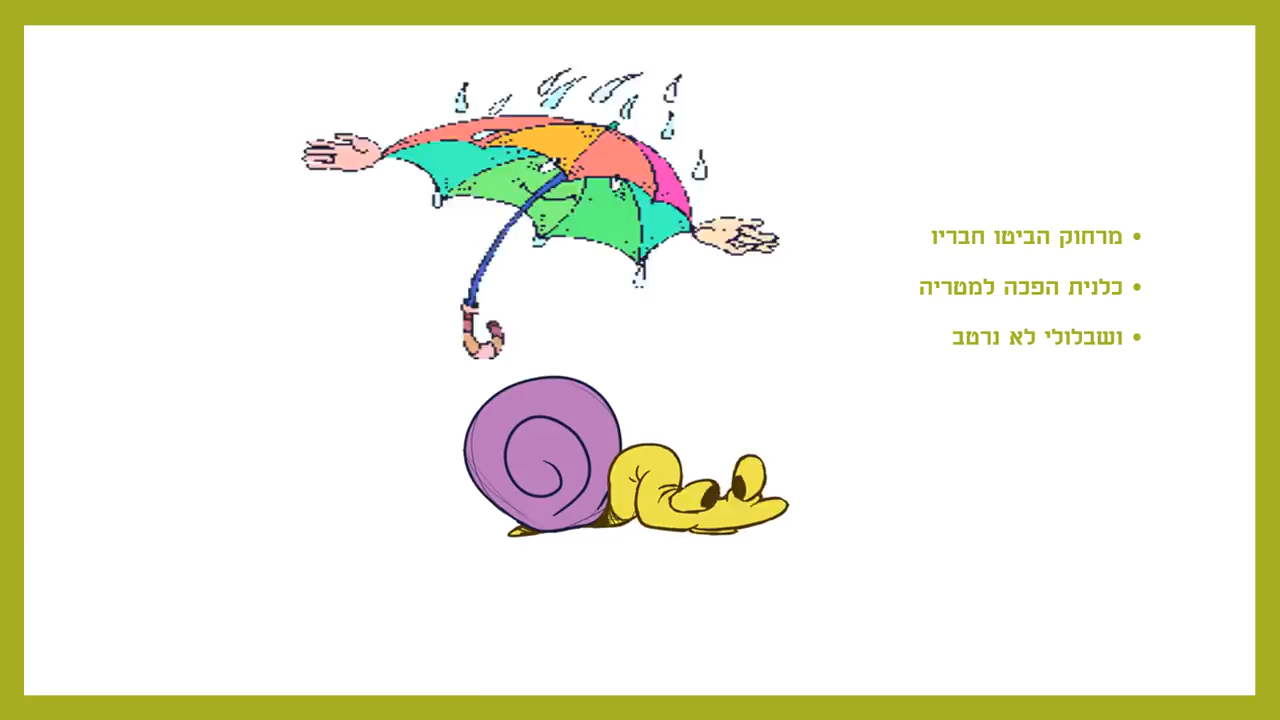 • מרחוק הביטו חבריו
• כלנית הפכה למטריה
• ושבלולי לא נרטב